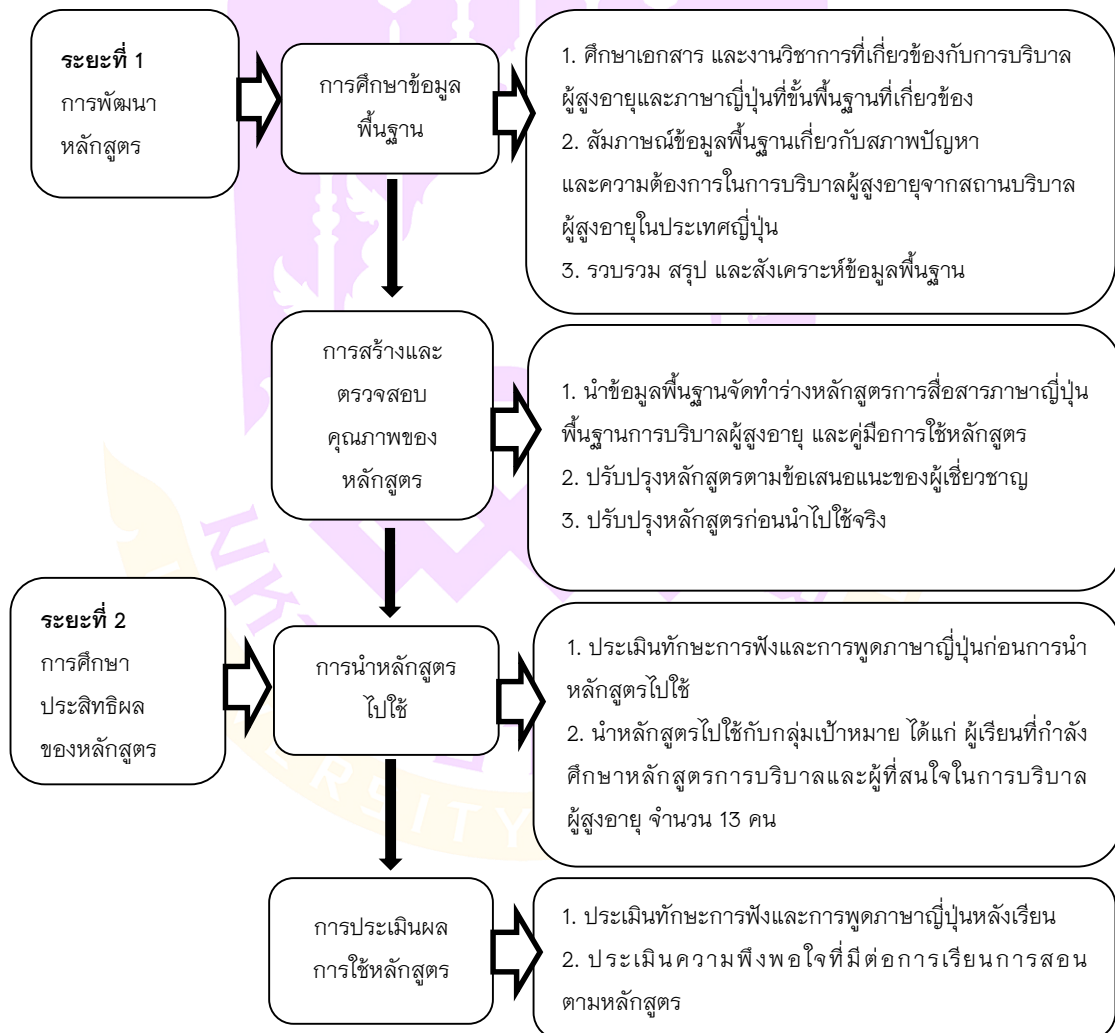 ระยะที่ 1
การพัฒนา
หลักสูตร
การศึกษาข้อมูล
พื้นฐาน
1. ศึกษาเอกสาร และงานวิชาการที่เกี่ยวข้องกับการบริบาล
ผู้สูงอายุและภาษาญี่ปุ่นที่ขั้นพื้นฐานที่เกี่ยวข้อง
2. สัมภาษณ์ข้อมูลพื้นฐานเกี่ยวกับสภาพปัญหา
และความต้องการในการบริบาลผู้สูงอายุจากสถานบริบาล
ผู้สูงอายุในประเทศญี่ปุ่น
3. รวบรวม สรุป และสังเคราะห์ข้อมูลพื้นฐาน
การสร้างและ
ตรวจสอบ
คุณภาพของ
หลักสูตร
1. นำข้อมูลพื้นฐานจัดทำร่างหลักสูตรการสื่อสารภาษาญี่ปุ่น
พื้นฐานการบริบาลผู้สูงอายุ และคู่มือการใช้หลักสูตร
2. ปรับปรุงหลักสูตรตามข้อเสนอแนะของผู้เชี่ยวชาญ
3. ปรับปรุงหลักสูตรก่อนนำไปใช้จริง
ระยะที่ 2
การศึกษา
ประสิทธิผล
ของหลักสูตร
การนำหลักสูตร
ไปใช้
1. ประเมินทักษะการฟังและการพูดภาษาญี่ปุ่นก่อนการนำ
หลักสูตรไปใช้
2. นำหลักสูตรไปใช้กับกลุ่มเป้าหมาย ได้แก่ ผู้เรียนที่กำลัง
ศึกษาหลักสูตรการบริบาลและผู้ที่สนใจในการบริบาล
ผู้สูงอายุ จำนวน 13 คน
การประเมินผล
การใช้หลักสูตร
1. ประเมินทักษะการฟังและการพูดภาษาญี่ปุ่นหลังเรียน
2. ประเมินความพึงพอใจที่มีต่อการเรียนการสอน
ตามหลักสูตร